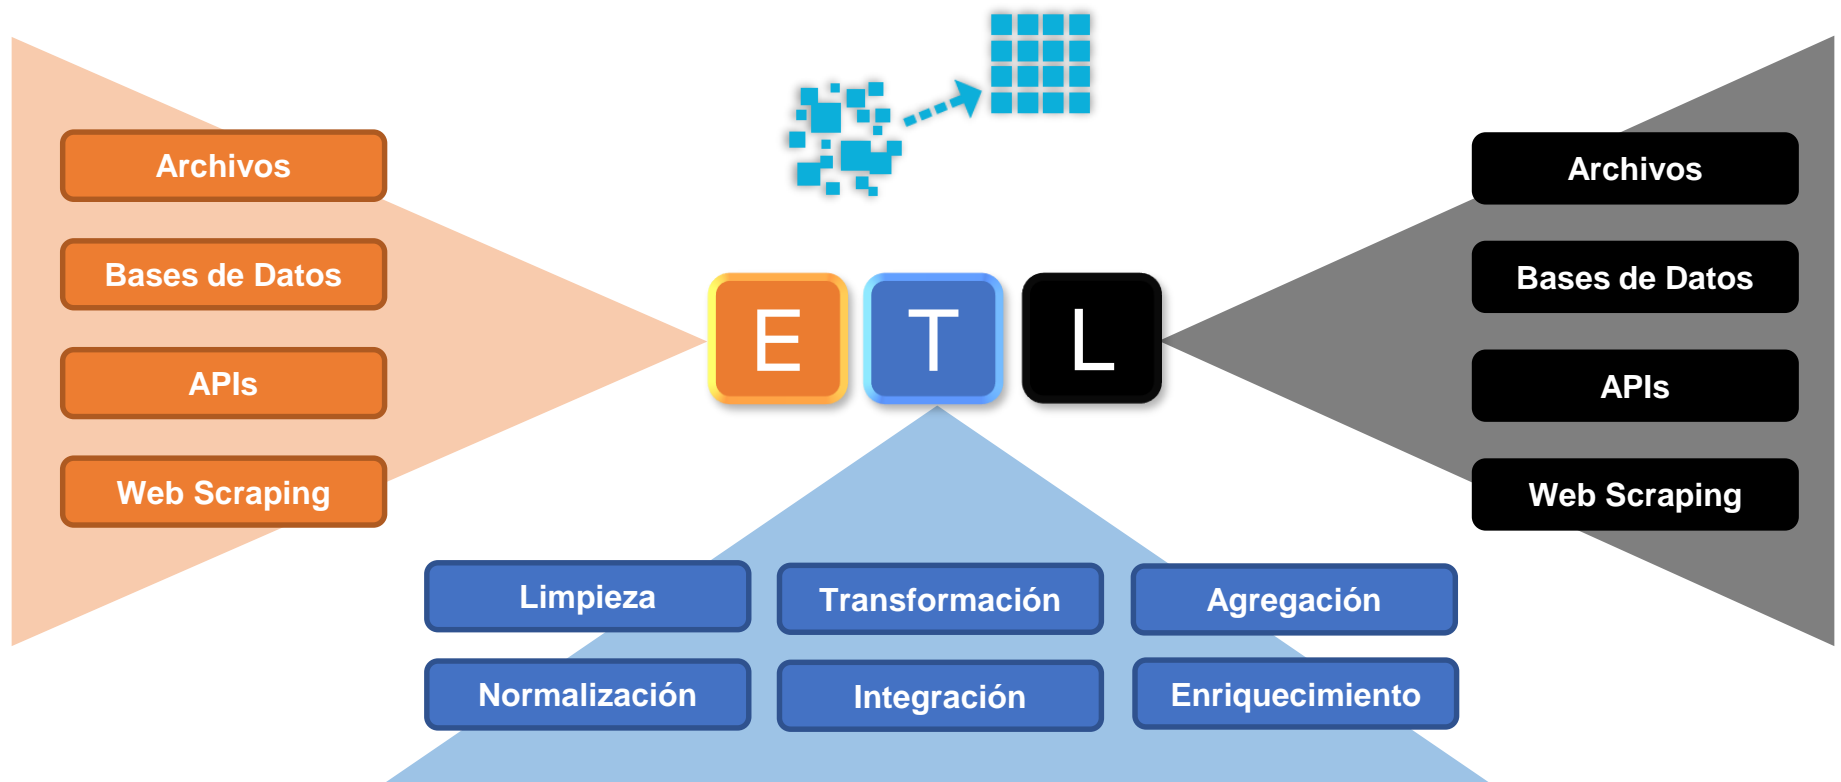 Archivos
Bases de Datos
APIs
Web Scraping
E T L
Archivos
Bases de Datos
APIs
Web Scraping
Limpieza
Transformación
Agregación
Normalización
Integración
Enriquecimiento